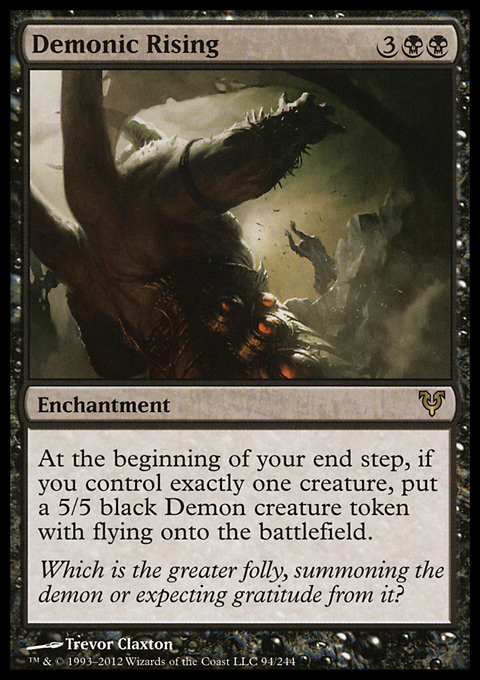 Demonic Rising 3
Enchantment
At the beginning of your end step, if
you control exactly one creature, put
a 5/5 black Demon creature token
with flying onto the battlefield.
Which is the greater folly, summoning the
demon or expecting gratitude from it?
Trevor Claxton
™ & © 1993–2012 Wizards of the Coast LLC 94/244